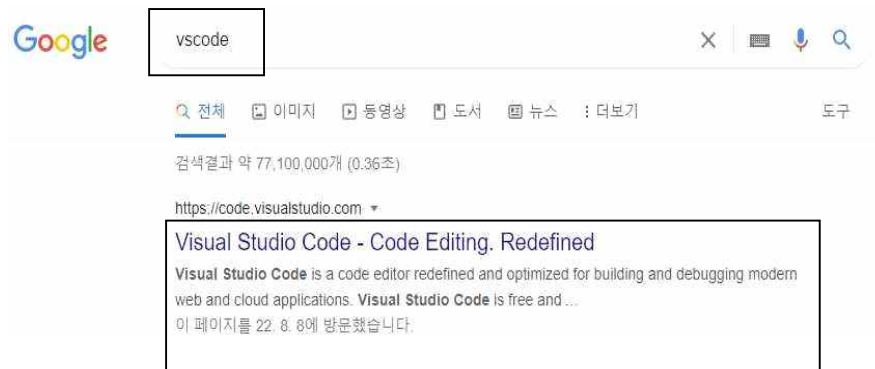 Google
vscode
전체 이미지 동영상 도서 뉴스 더보기 도구
검색결과 약 77,100,000개 (0.36초)
https://code.visualstudio.com
Visual Studio Code - Code Editing. Redefined
Visual Studio Code is a code editor redefined and optimized for building and debugging modern
web and cloud applications. Visual Studio Code is free and ...
이 페이지를 22. 8. 8에 방문했습니다.